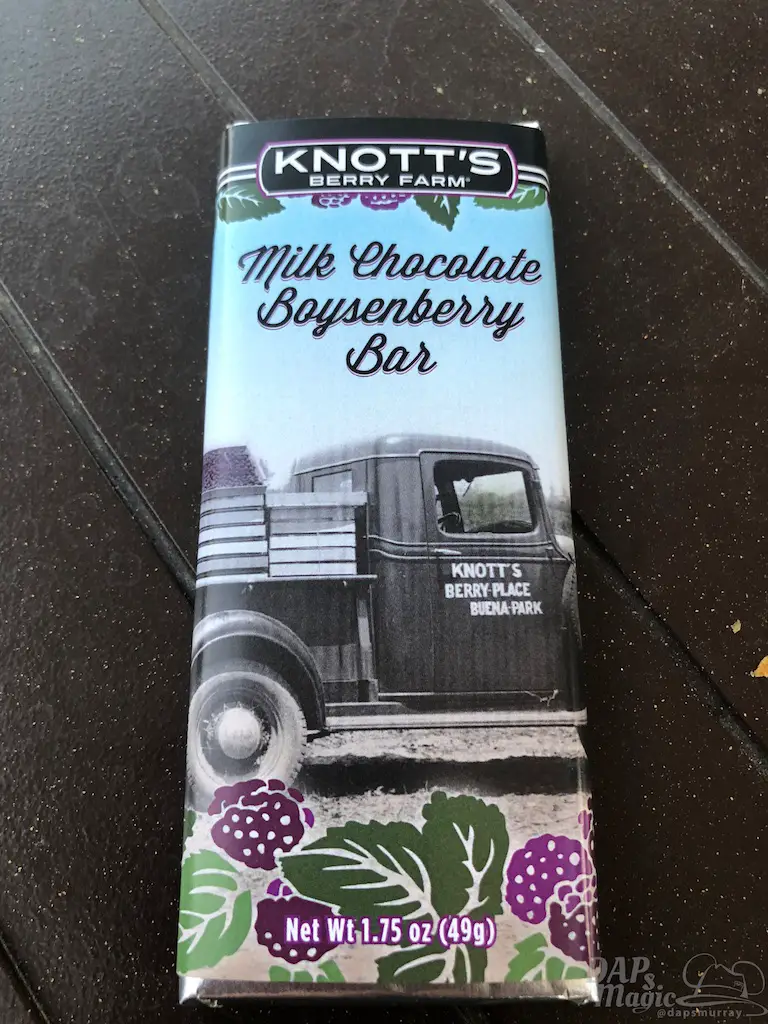 KNOTT'S
BERRY FARM®
Milk Chocolate
Boysenberry
Bar
KNOTT'S
BERRY PLACE
BUENA PARK
Net Wt 1.75 oz (49g)
DAPs
Magic
@dapsmurray